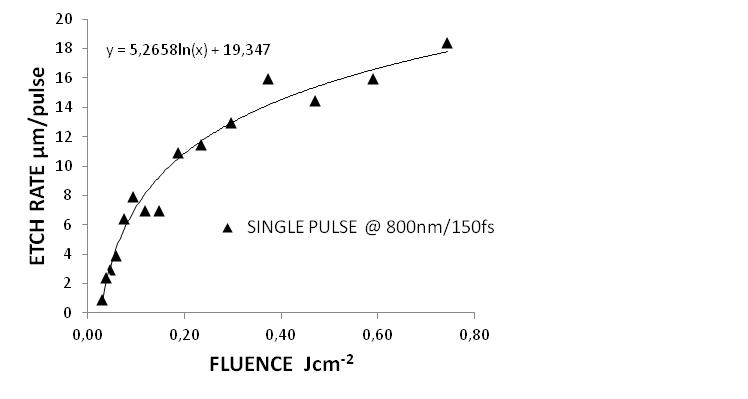 20
y = 5,2658ln(x) + 19,347
18
16
14
12
10
8
6
4
2
0
ETCH RATE µm/pulse
SINGLE PULSE @ 800nm/150fs
0,00 0,20 0,40 0,60 0,80
FLUENCE Jcm⁻²